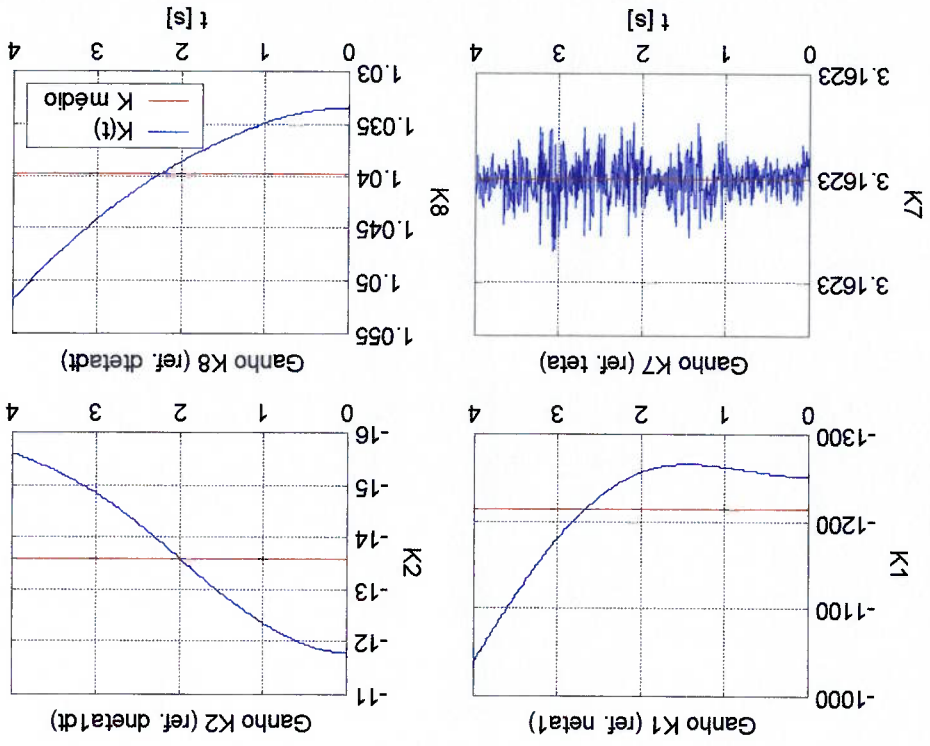 Ganho K1 (ref. neta1)
K1
-1000
-1100
-1200
-1300
0 1 2 3 4
Ganho K2 (ref. dneta1dt)
K2
-11
-12
-13
-14
-15
-16
0 1 2 3 4
Ganho K7 (ref. teta)
K7
3.1623
3.1623
3.1623
0 1 2 3 4
t [s]
Ganho K8 (ref. dtetadt)
K8
1.055
1.05
1.045
1.04
1.035
1.03
K(t)
K médio
0 1 2 3 4
t [s]